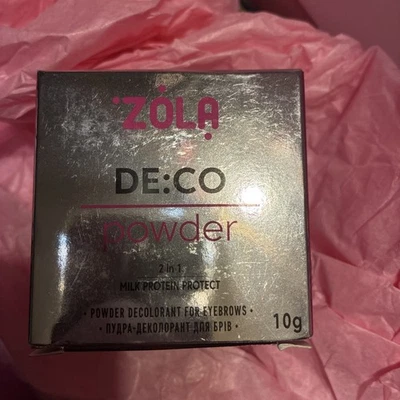 ZOLA
DE:CO
powder
2 in 1
MILK PROTEIN PROTECT
• POWDER DECOLORANT FOR EYEBROWS •
• ПУДРА-ДЕКОЛОРАНТ ДЛЯ БРІВ • 10g